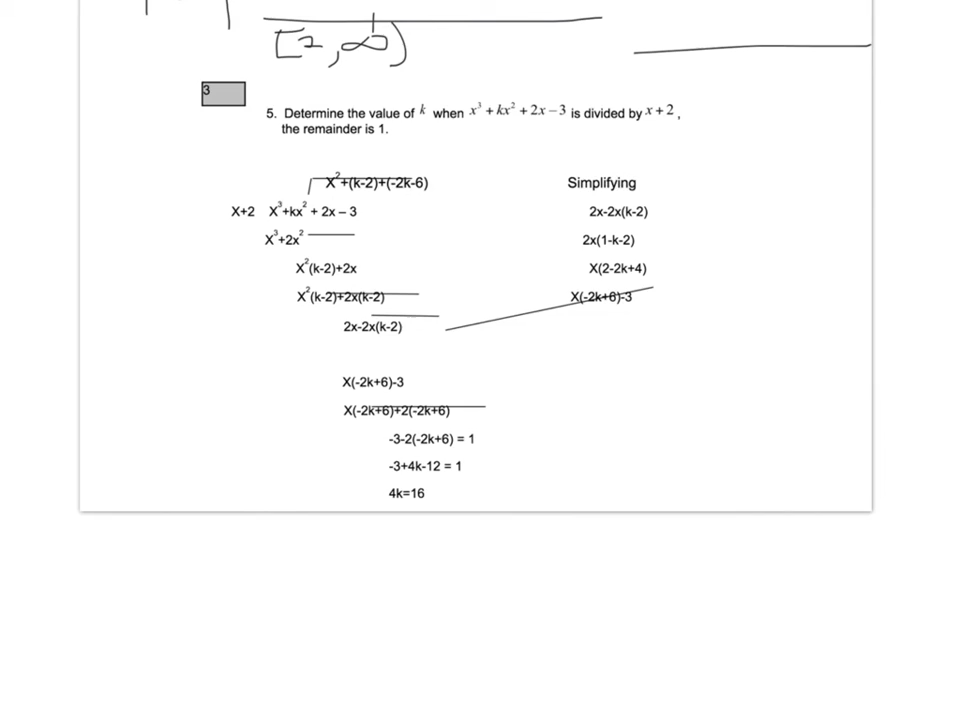 [2, ∞)
3
5. Determine the value of k when x³ + kx² + 2x − 3 is divided by x + 2,
the remainder is 1.
X²+(k-2)+(-2k-6)
Simplifying
X+2 X³+kx² + 2x – 3
2x-2x(k-2)
X³+2x²
2x(1-k-2)
X²(k-2)+2x
X(2-2k+4)
X²(k-2)+2x(k-2)
X(-2k+6)-3
2x-2x(k-2)
X(-2k+6)-3
X(-2k+6)+2(-2k+6)
-3-2(-2k+6) = 1
-3+4k-12 = 1
4k=16